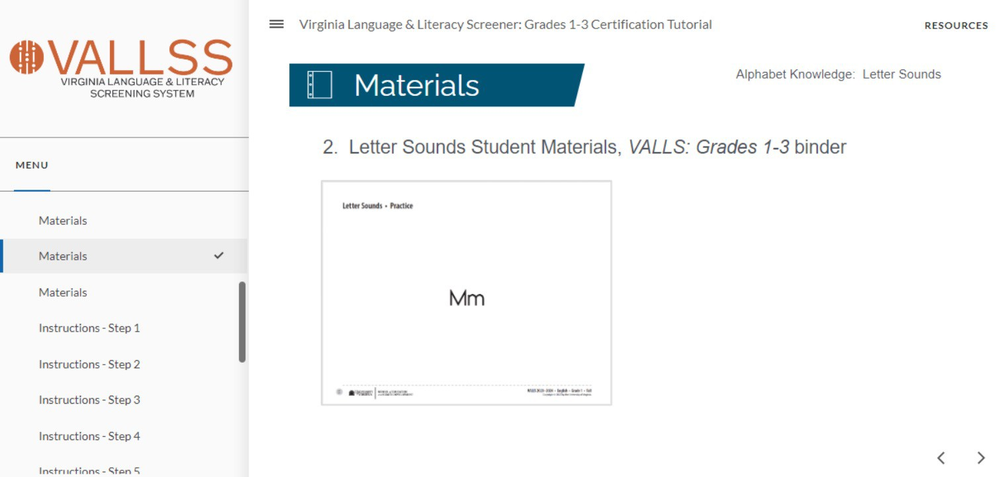 VALLSS
VIRGINIA LANGUAGE & LITERACY
SCREENING SYSTEM
MENU
Materials
Materials
Materials
Instructions - Step 1
Instructions - Step 2
Instructions - Step 3
Instructions - Step 4
Instructions - Step 5
Virginia Language & Literacy Screener: Grades 1-3 Certification Tutorial
RESOURCES
Materials
Alphabet Knowledge: Letter Sounds
2. Letter Sounds Student Materials, VALLS: Grades 1-3 binder
Letter Sounds • Practice
Mm